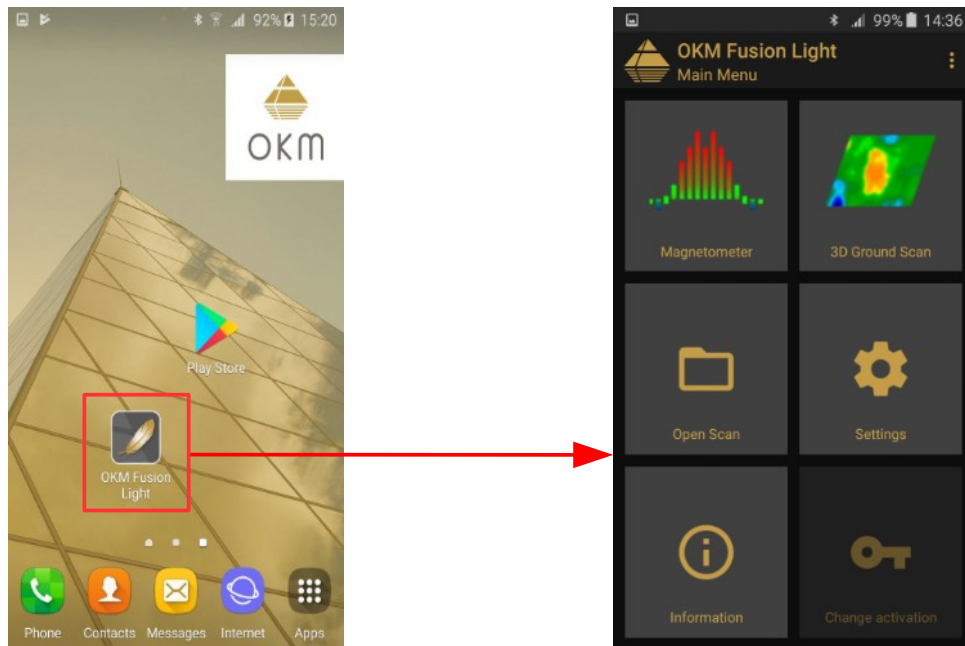 92% 15:20
OKM
Play Store
OKM Fusion
Light
Phone Contacts Messages Internet Apps
99% 14:36
OKM Fusion Light
Main Menu
Magnetometer 3D Ground Scan
Open Scan Settings
Information Change activation